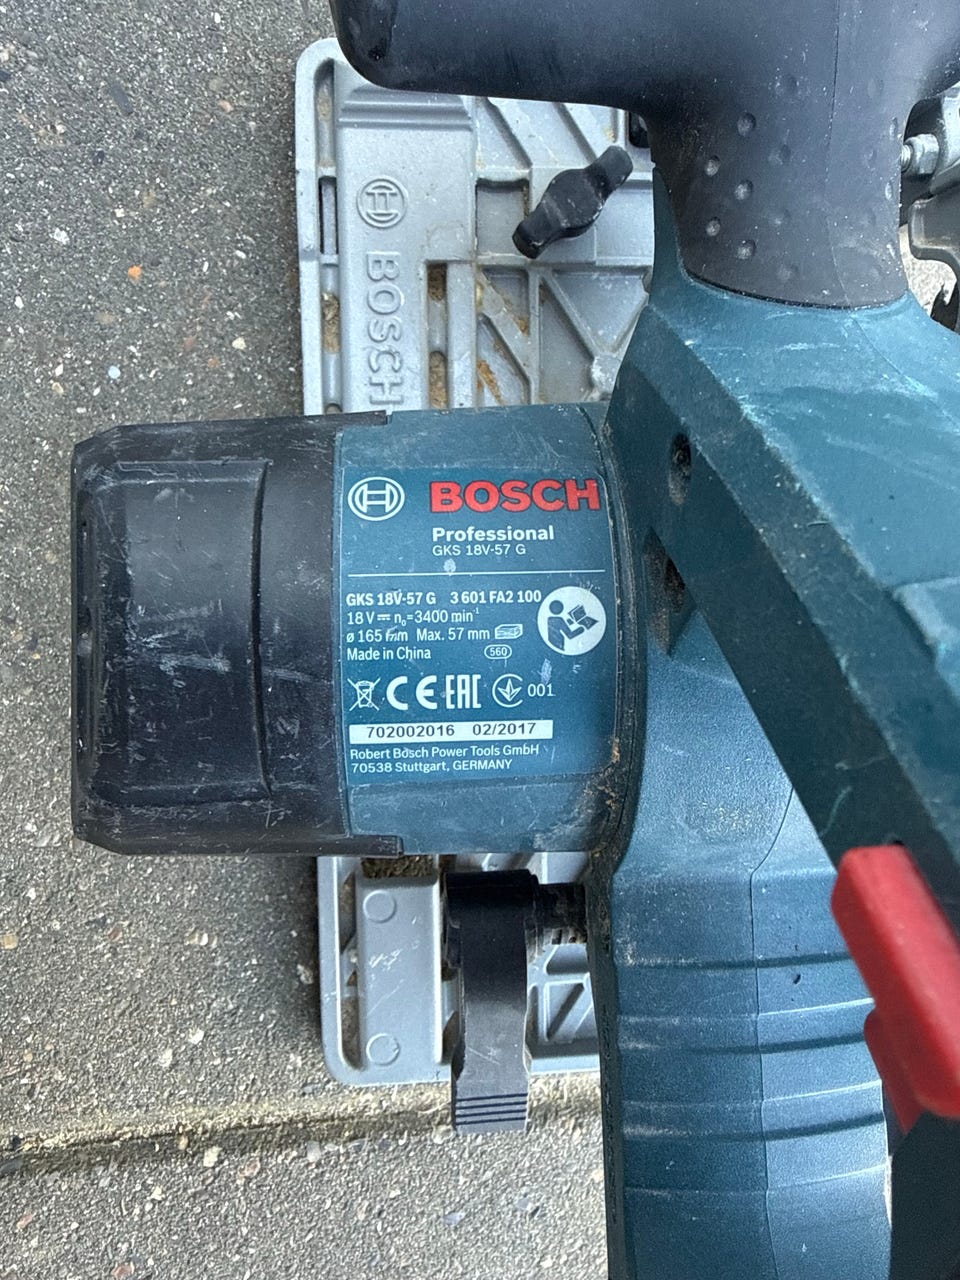 BOSCH
BOSCH
Professional
GKS 18V-57 G
GKS 18V-57 G 3 601 FA2 100
18 V n₀=3400 min⁻¹
ø 165 mm Max. 57 mm
Made in China 560
CE EAC 001
702002016 02/2017
Robert Bosch Power Tools GmbH
70538 Stuttgart, GERMANY